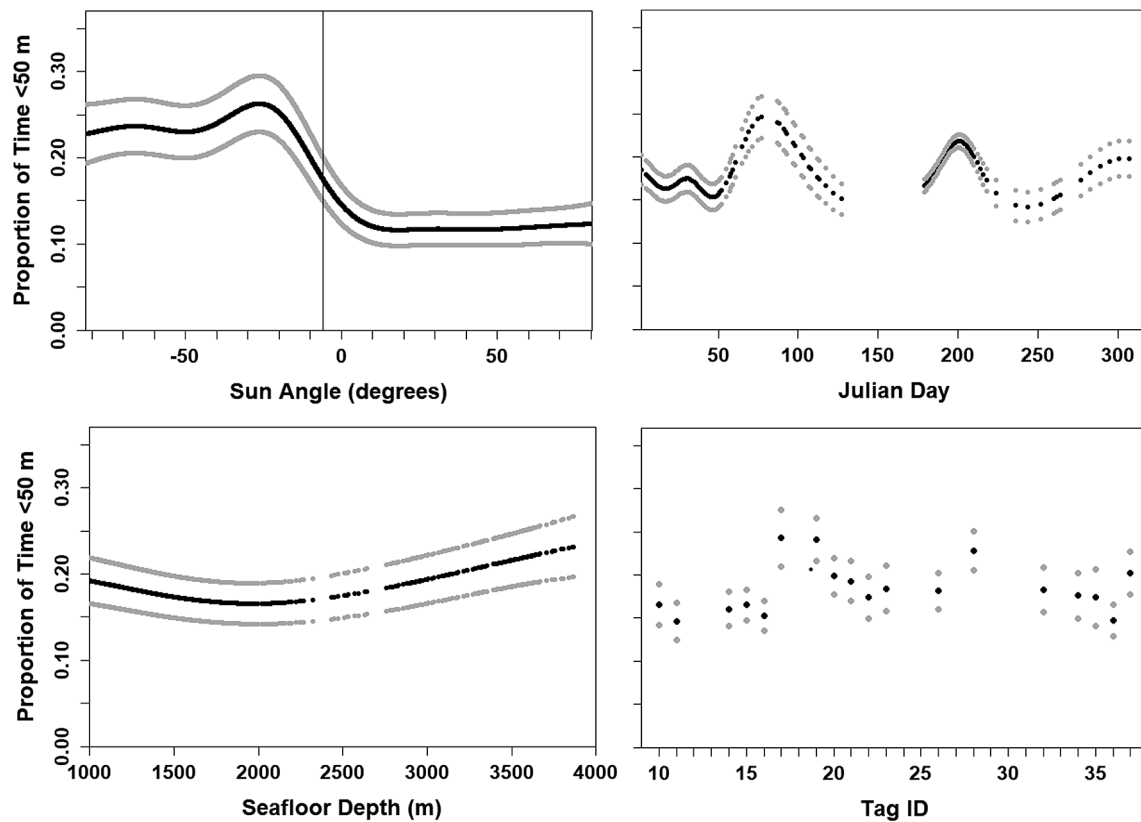 Proportion of Time <50 m
0.00 0.10 0.20 0.30
-50 0 50
Sun Angle (degrees)
50 100 150 200 250 300
Julian Day
Proportion of Time <50 m
0.00 0.10 0.20 0.30
1000 1500 2000 2500 3000 3500 4000
Seafloor Depth (m)
10 15 20 25 30 35
Tag ID